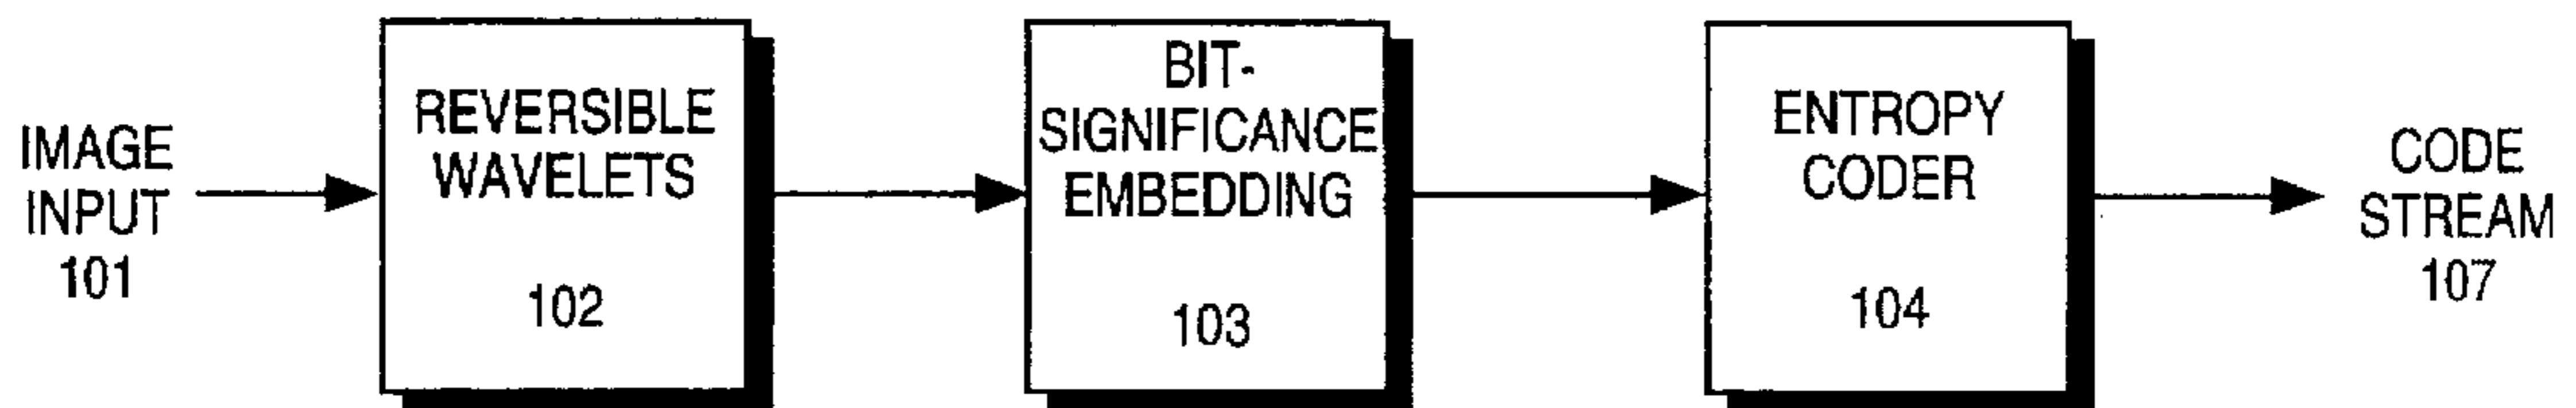 IMAGE
INPUT
101
REVERSIBLE
WAVELETS
102
BIT-
SIGNIFICANCE
EMBEDDING
103
ENTROPY
CODER
104
CODE
STREAM
107